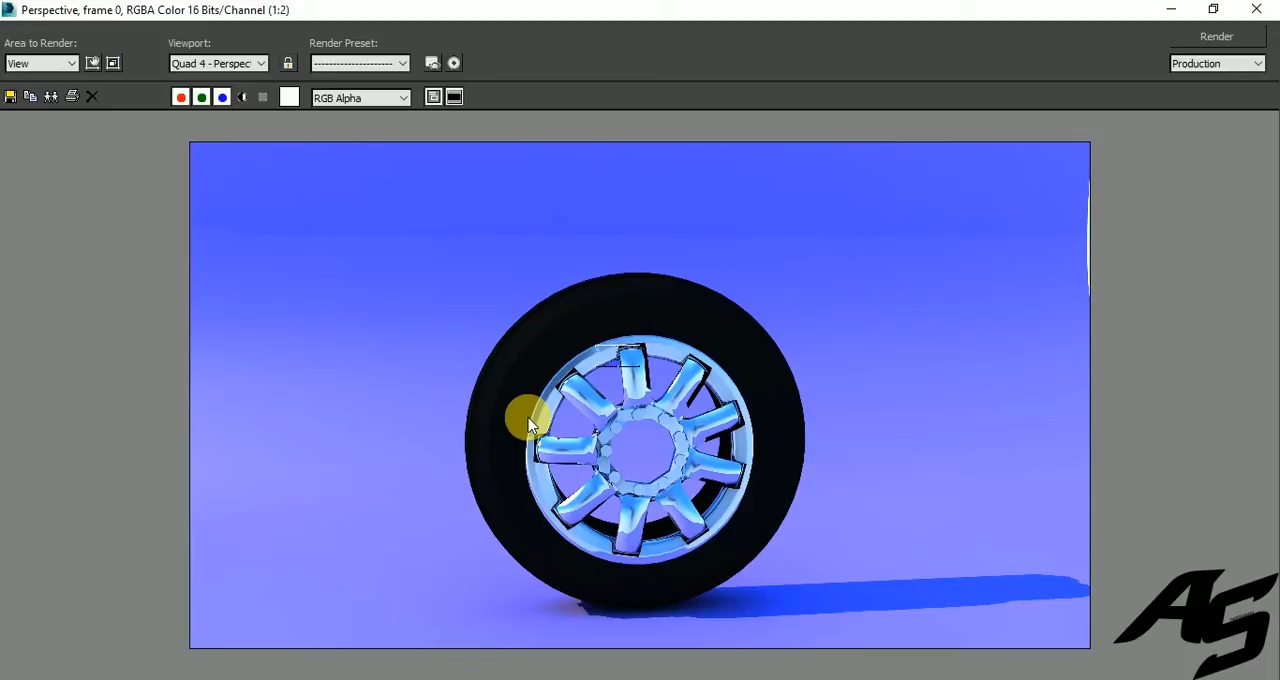 Perspective, frame 0, RGBA Color 16 Bits/Channel (1:2)
Area to Render:
Viewport:
Render Preset:
Render
View
Quad 4 - Perspec
--------------------
Production
RGB Alpha
AS